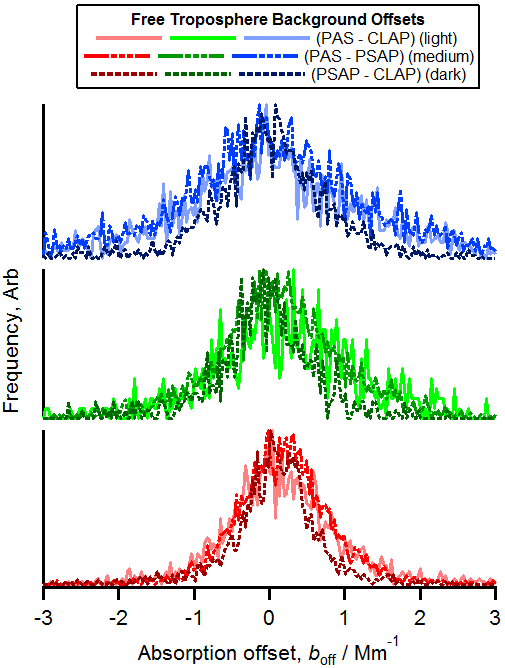 Free Troposphere Background Offsets
(PAS - CLAP) (light)
(PAS - PSAP) (medium)
(PSAP - CLAP) (dark)
Frequency, Arb
-3 -2 -1 0 1 2 3
Absorption offset, b_off / Mm⁻¹